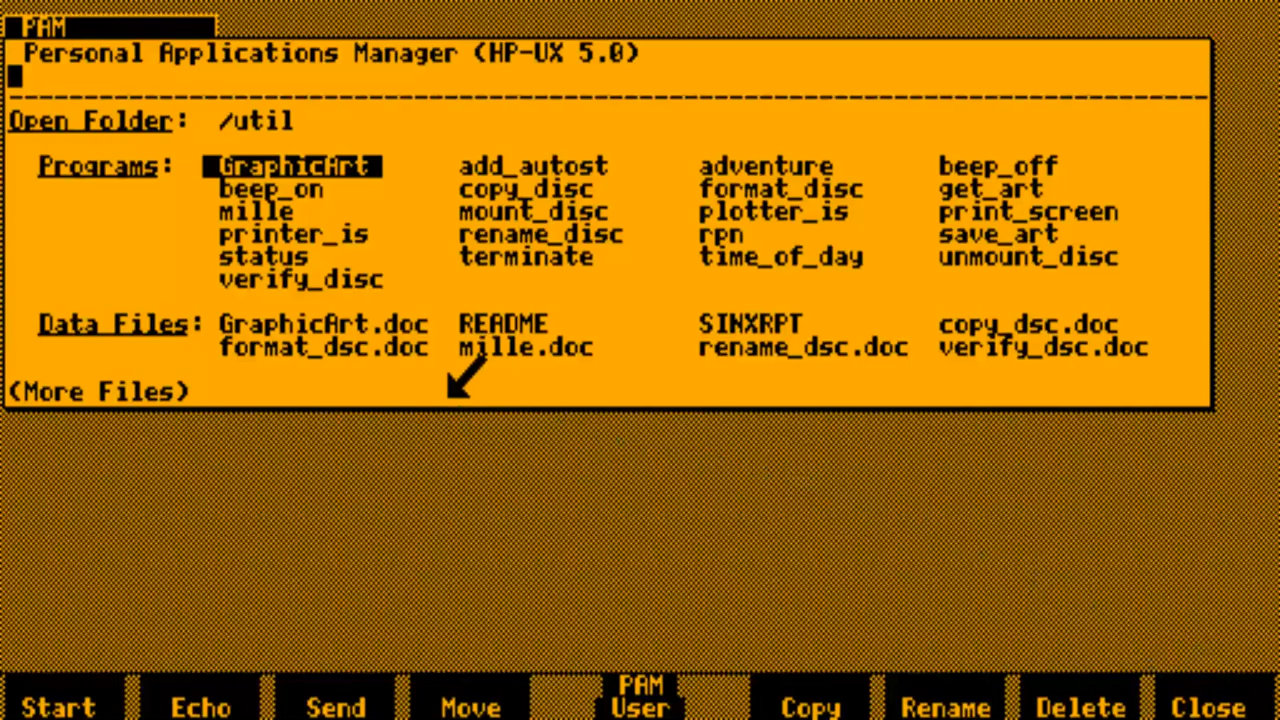 PAM
Personal Applications Manager (HP-UX 5.0)
Open Folder: /util
Programs: GraphicArt add_autost adventure beep_off
beep_on copy_disc format_disc get_art
mille mount_disc plotter_is print_screen
printer_is rename_disc rpn save_art
status terminate time_of_day unmount_disc
verify_disc
Data Files: GraphicArt.doc README SINXRPT copy_dsc.doc
format_dsc.doc mille.doc rename_dsc.doc verify_dsc.doc
(More Files)
PAM
Start Echo Send Move User Copy Rename Delete Close